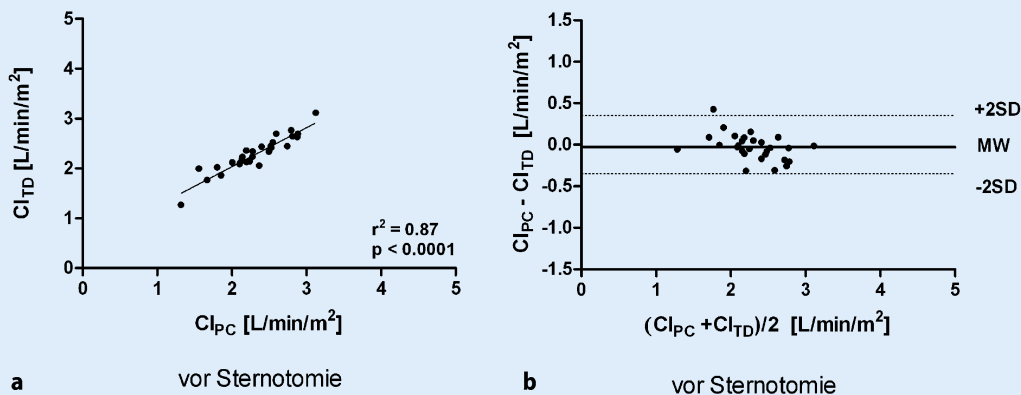 5
4
3
2
1
0
CI_TD [L/min/m²]
r² = 0.87
p < 0.0001
0 1 2 3 4 5
CI_PC [L/min/m²]
a vor Sternotomie
1.5
1.0
0.5
0.0
-0.5
-1.0
-1.5
CI_PC - CI_TD [L/min/m²]
+2SD
MW
-2SD
0 1 2 3 4 5
(CI_PC +CI_TD)/2 [L/min/m²]
b vor Sternotomie